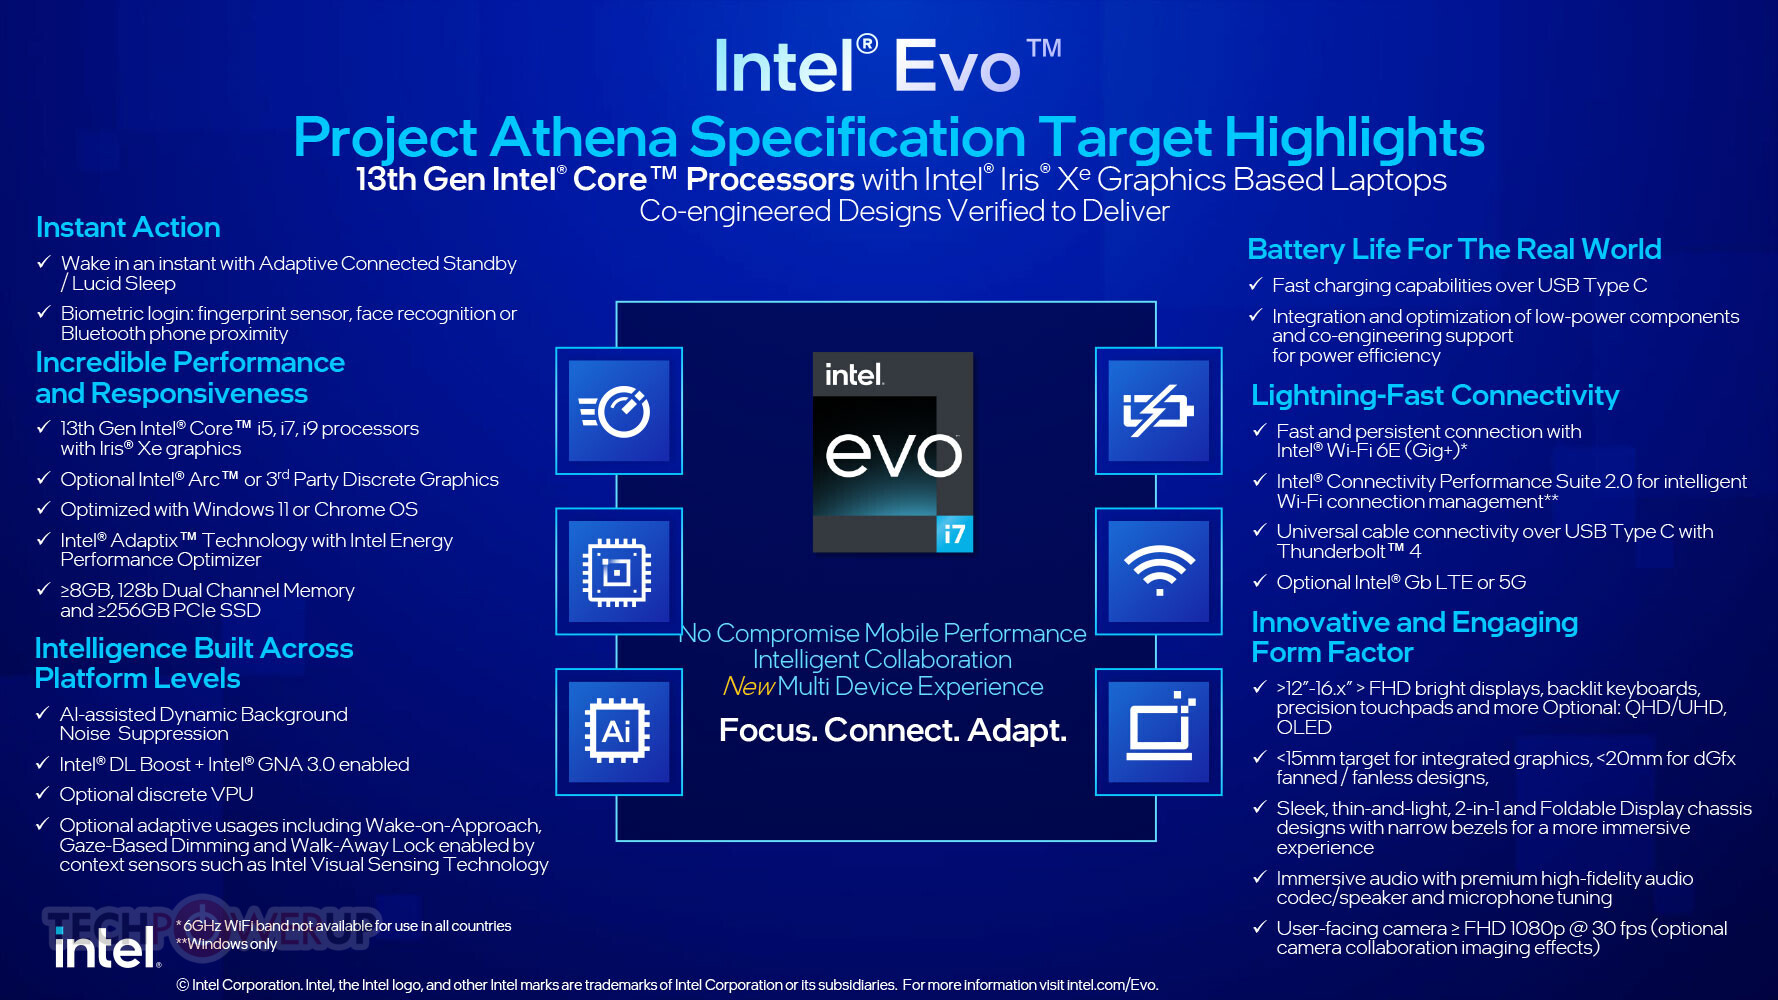 Intel® Evo™
Project Athena Specification Target Highlights
13th Gen Intel® Core™ Processors with Intel® Iris® Xe Graphics Based Laptops
Co-engineered Designs Verified to Deliver
Instant Action
✓ Wake in an instant with Adaptive Connected Standby
/ Lucid Sleep
✓ Biometric login: fingerprint sensor, face recognition or
Bluetooth phone proximity
Incredible Performance
and Responsiveness
✓ 13th Gen Intel® Core™ i5, i7, i9 processors
with Iris® Xe graphics
✓ Optional Intel® Arc™ or 3rd Party Discrete Graphics
✓ Optimized with Windows 11 or Chrome OS
✓ Intel® Adaptix™ Technology with Intel Energy
Performance Optimizer
✓ ≥8GB, 128b Dual Channel Memory
and ≥256GB PCIe SSD
Intelligence Built Across
Platform Levels
✓ AI-assisted Dynamic Background
Noise Suppression
✓ Intel® DL Boost + Intel® GNA 3.0 enabled
✓ Optional discrete VPU
✓ Optional adaptive usages including Wake-on-Approach,
Gaze-Based Dimming and Walk-Away Lock enabled by
context sensors such as Intel Visual Sensing Technology
intel.
evo
i7
Ai
No Compromise Mobile Performance
Intelligent Collaboration
New Multi Device Experience
Focus. Connect. Adapt.
Battery Life For The Real World
✓ Fast charging capabilities over USB Type C
✓ Integration and optimization of low-power components
and co-engineering support
for power efficiency
Lightning-Fast Connectivity
✓ Fast and persistent connection with
Intel® Wi-Fi 6E (Gig+)*
✓ Intel® Connectivity Performance Suite 2.0 for intelligent
Wi-Fi connection management**
✓ Universal cable connectivity over USB Type C with
Thunderbolt™ 4
✓ Optional Intel® Gb LTE or 5G
Innovative and Engaging
Form Factor
✓ >12”-16.x” > FHD bright displays, backlit keyboards,
precision touchpads and more Optional: QHD/UHD,
OLED
✓ <15mm target for integrated graphics, <20mm for dGfx
fanned / fanless designs,
✓ Sleek, thin-and-light, 2-in-1 and Foldable Display chassis
designs with narrow bezels for a more immersive
experience
✓ Immersive audio with premium high-fidelity audio
codec/speaker and microphone tuning
✓ User-facing camera ≥ FHD 1080p @ 30 fps (optional
camera collaboration imaging effects)
TECHPOWERUP
intel.
* 6GHz WiFi band not available for use in all countries
**Windows only
© Intel Corporation. Intel, the Intel logo, and other Intel marks are trademarks of Intel Corporation or its subsidiaries. For more information visit intel.com/Evo.